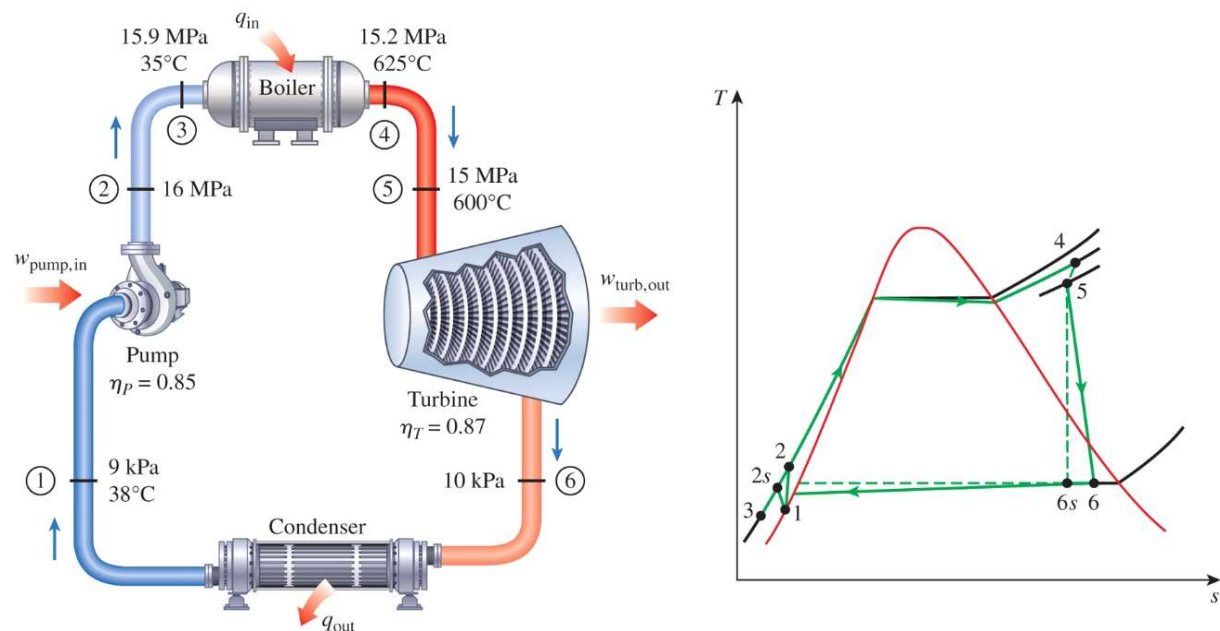 q_in
15.9 MPa
35°C
15.2 MPa
625°C
Boiler
3
4
2
16 MPa
5
15 MPa
600°C
w_pump,in
w_turb,out
Pump
η_P = 0.85
Turbine
η_T = 0.87
1
9 kPa
38°C
10 kPa
6
Condenser
q_out
T
4
5
2
2s
3
1
6s
6
s